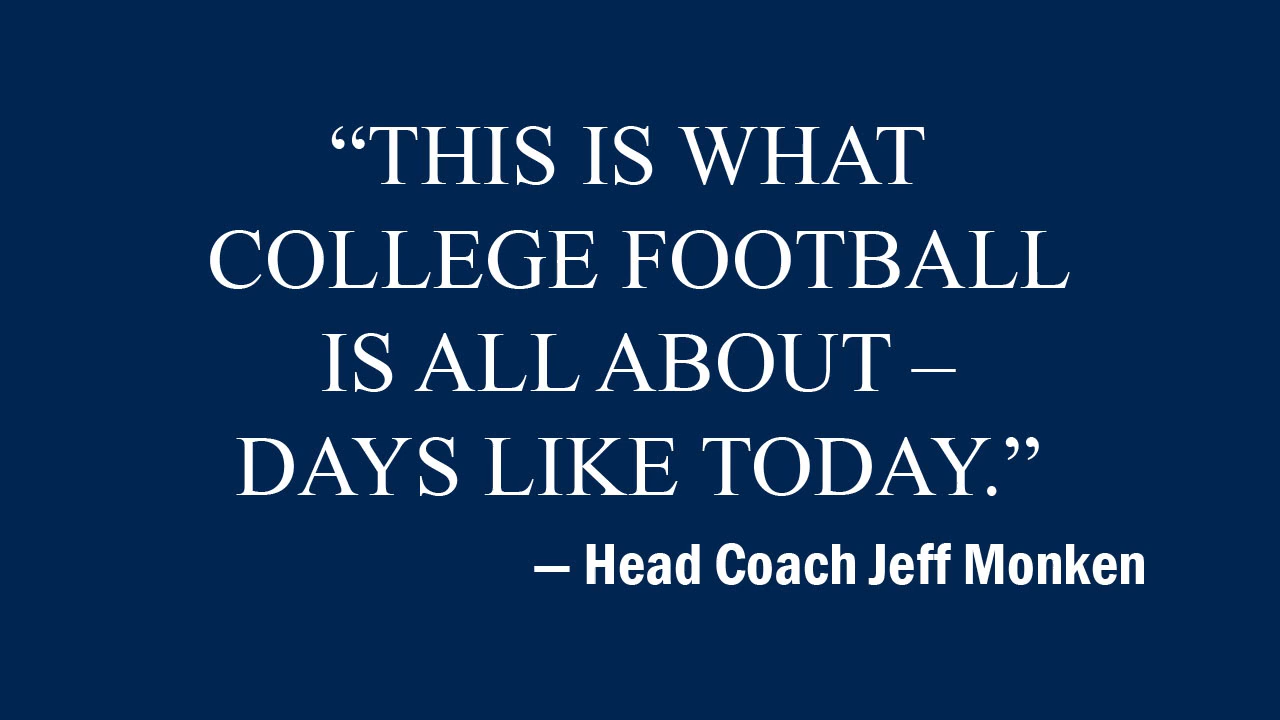 “THIS IS WHAT
COLLEGE FOOTBALL
IS ALL ABOUT –
DAYS LIKE TODAY.”
– Head Coach Jeff Monken